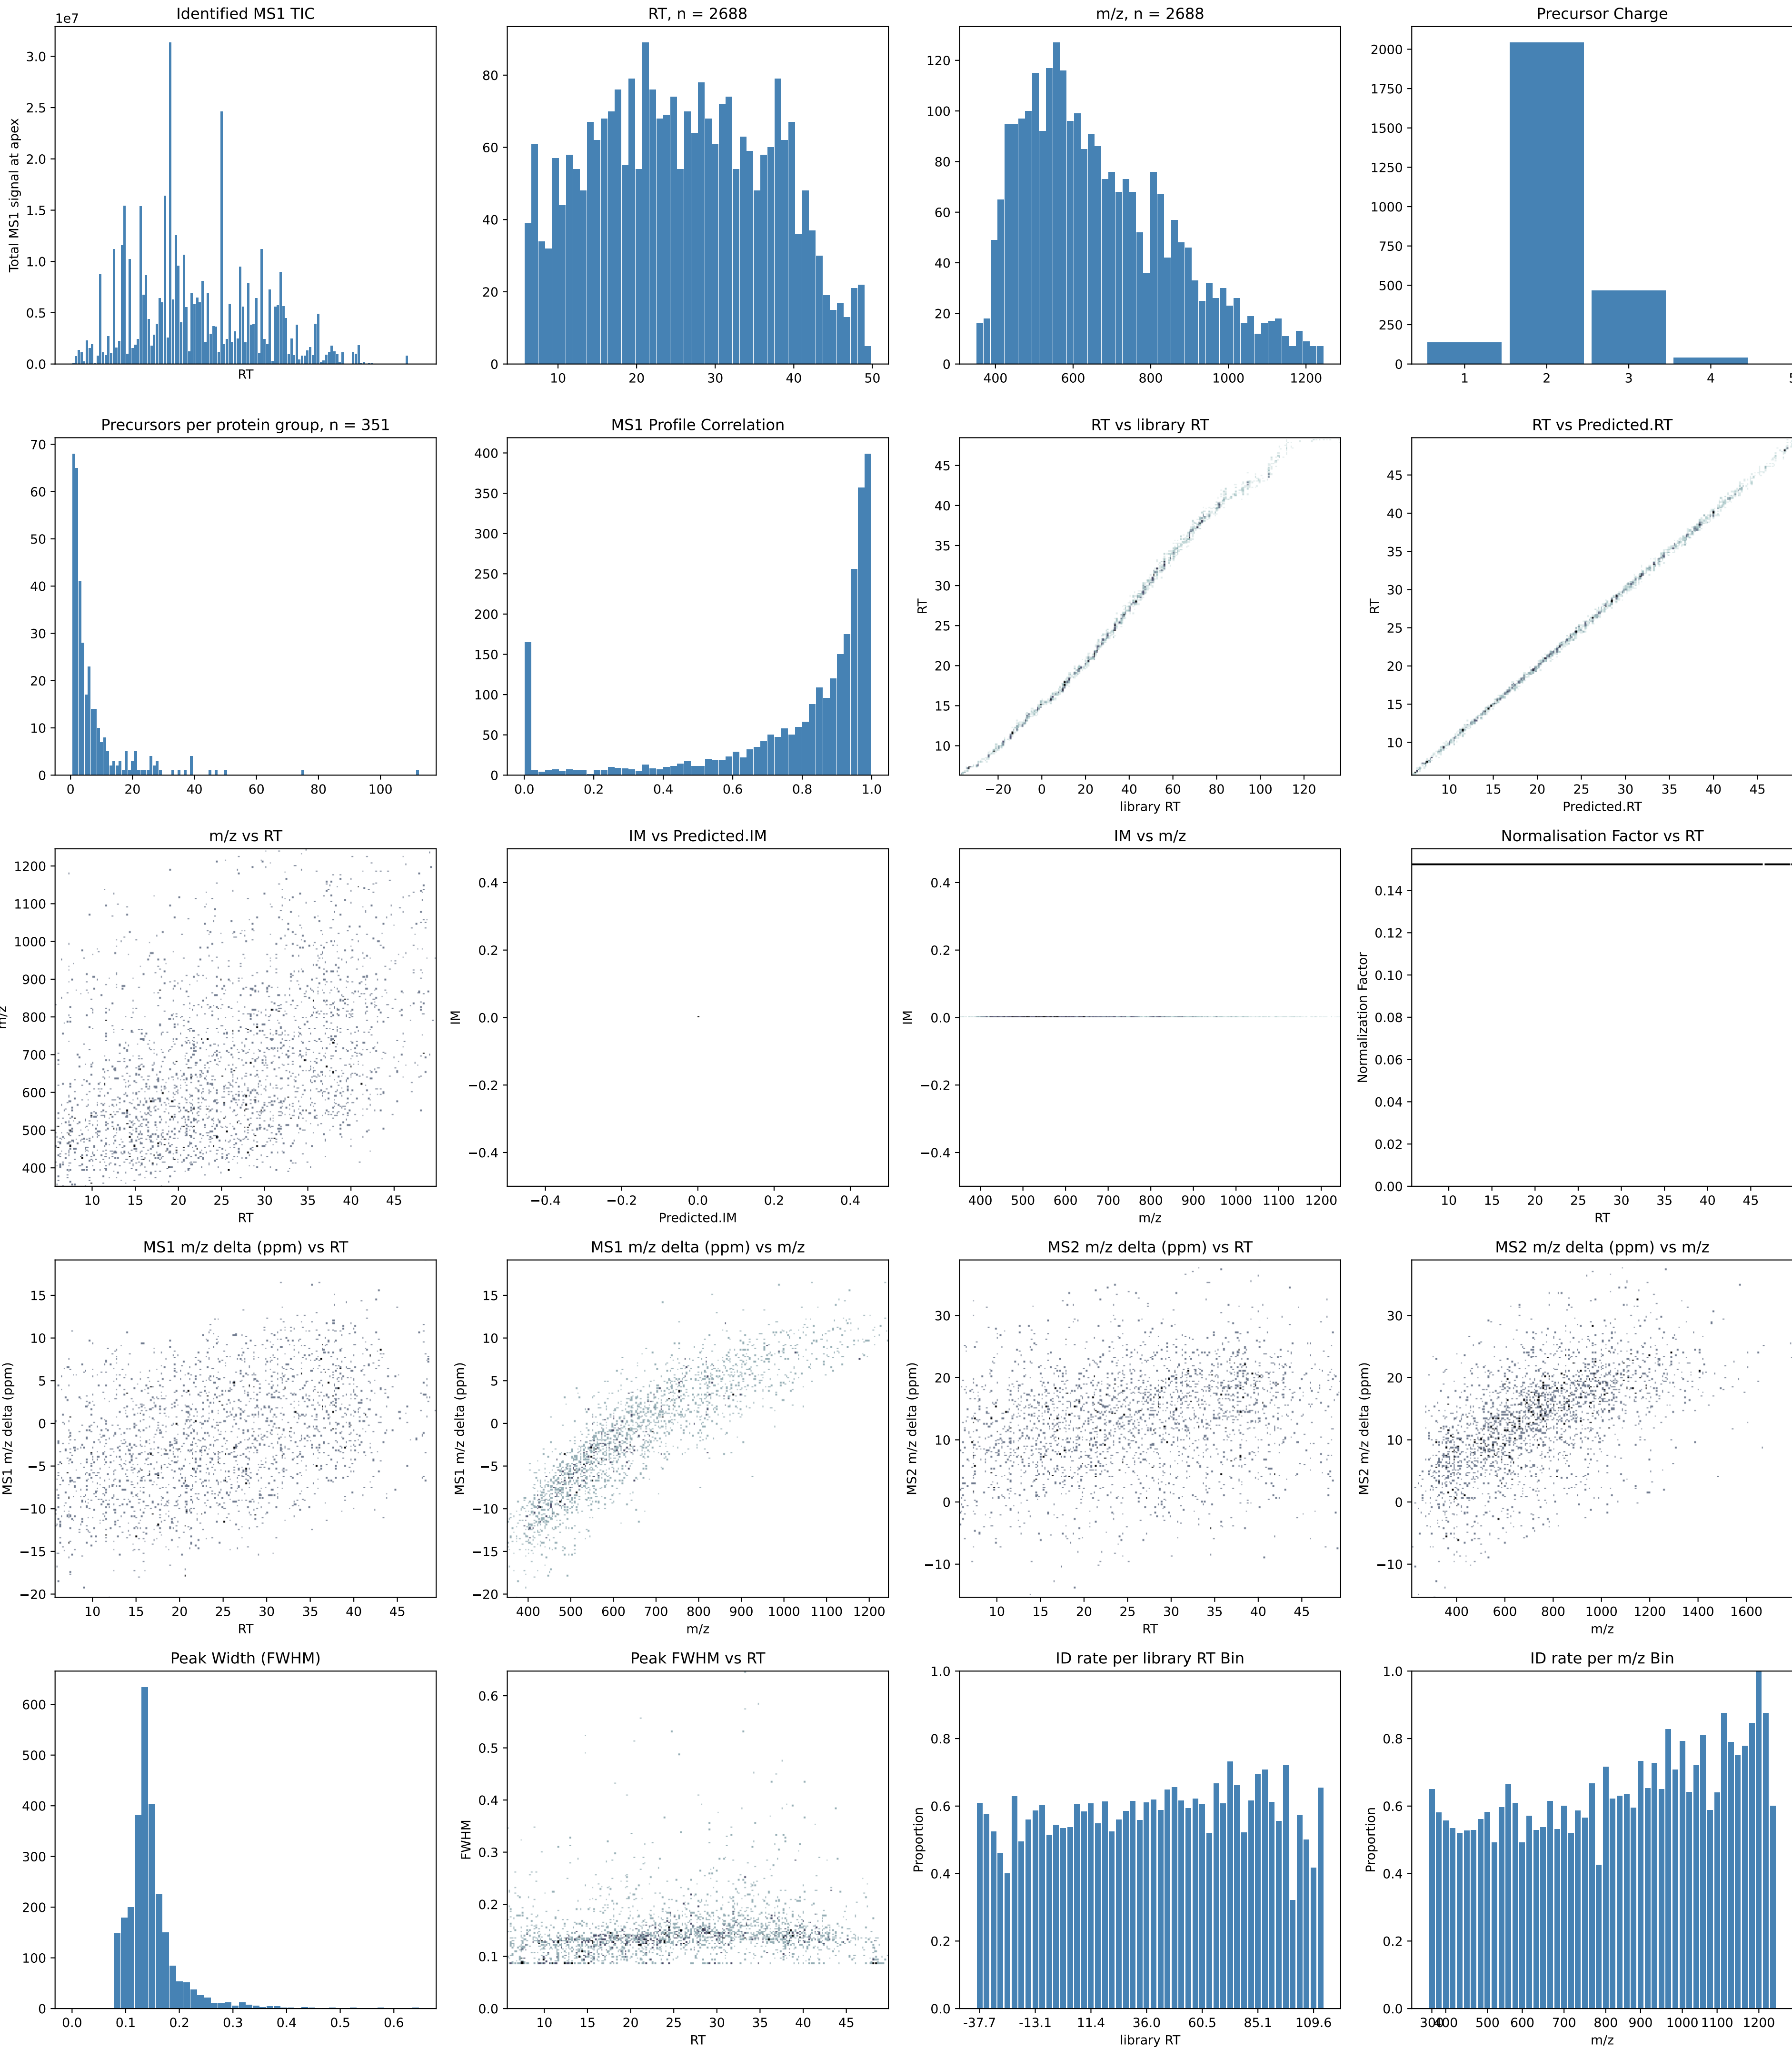 Identified MS1 TIC
1e7
Total MS1 signal at apex
3.0
2.5
2.0
1.5
1.0
0.5
0.0
RT
RT, n = 2688
80
60
40
20
0
10 20 30 40 50
m/z, n = 2688
120
100
80
60
40
20
0
400 600 800 1000 1200
Precursor Charge
2000
1750
1500
1250
1000
750
500
250
0
1 2 3 4 5
Precursors per protein group, n = 351
70
60
50
40
30
20
10
0
0 20 40 60 80 100
MS1 Profile Correlation
400
350
300
250
200
150
100
50
0
0.0 0.2 0.4 0.6 0.8 1.0
RT vs library RT
RT
45
40
35
30
25
20
15
10
−20 0 20 40 60 80 100 120
library RT
RT vs Predicted.RT
RT
45
40
35
30
25
20
15
10
10 15 20 25 30 35 40 45
Predicted.RT
m/z vs RT
m/z
1200
1100
1000
900
800
700
600
500
400
10 15 20 25 30 35 40 45
RT
IM vs Predicted.IM
IM
0.4
0.2
0.0
−0.2
−0.4
−0.4 −0.2 0.0 0.2 0.4
Predicted.IM
IM vs m/z
IM
0.4
0.2
0.0
−0.2
−0.4
400 500 600 700 800 900 1000 1100 1200
m/z
Normalisation Factor vs RT
Normalization Factor
0.14
0.12
0.10
0.08
0.06
0.04
0.02
0.00
10 15 20 25 30 35 40 45
RT
MS1 m/z delta (ppm) vs RT
MS1 m/z delta (ppm)
15
10
5
0
−5
−10
−15
−20
10 15 20 25 30 35 40 45
RT
MS1 m/z delta (ppm) vs m/z
MS1 m/z delta (ppm)
15
10
5
0
−5
−10
−15
−20
400 500 600 700 800 900 1000 1100 1200
m/z
MS2 m/z delta (ppm) vs RT
MS2 m/z delta (ppm)
30
20
10
0
−10
10 15 20 25 30 35 40 45
RT
MS2 m/z delta (ppm) vs m/z
MS2 m/z delta (ppm)
30
20
10
0
−10
400 600 800 1000 1200 1400 1600
m/z
Peak Width (FWHM)
600
500
400
300
200
100
0
0.0 0.1 0.2 0.3 0.4 0.5 0.6
Peak FWHM vs RT
FWHM
0.6
0.5
0.4
0.3
0.2
0.1
0.0
10 15 20 25 30 35 40 45
RT
ID rate per library RT Bin
Proportion
1.0
0.8
0.6
0.4
0.2
0.0
-37.7 -13.1 11.4 36.0 60.5 85.1 109.6
library RT
ID rate per m/z Bin
Proportion
1.0
0.8
0.6
0.4
0.2
0.0
300 400 500 600 700 800 900 1000 1100 1200
m/z